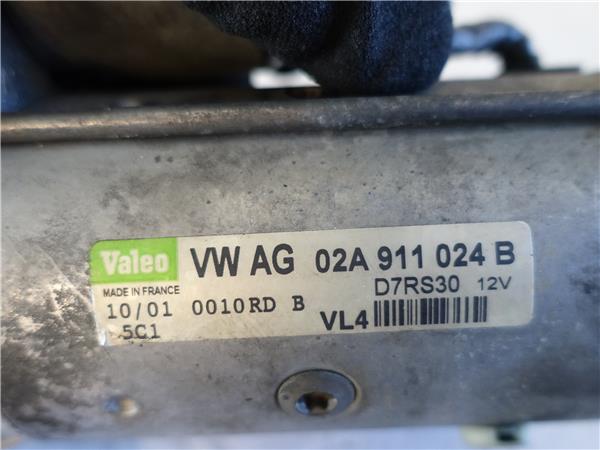 Valeo VW AG 02A 911 024 B
MADE IN FRANCE D7RS30 12V
10/01 0010RD B VL4
5C1